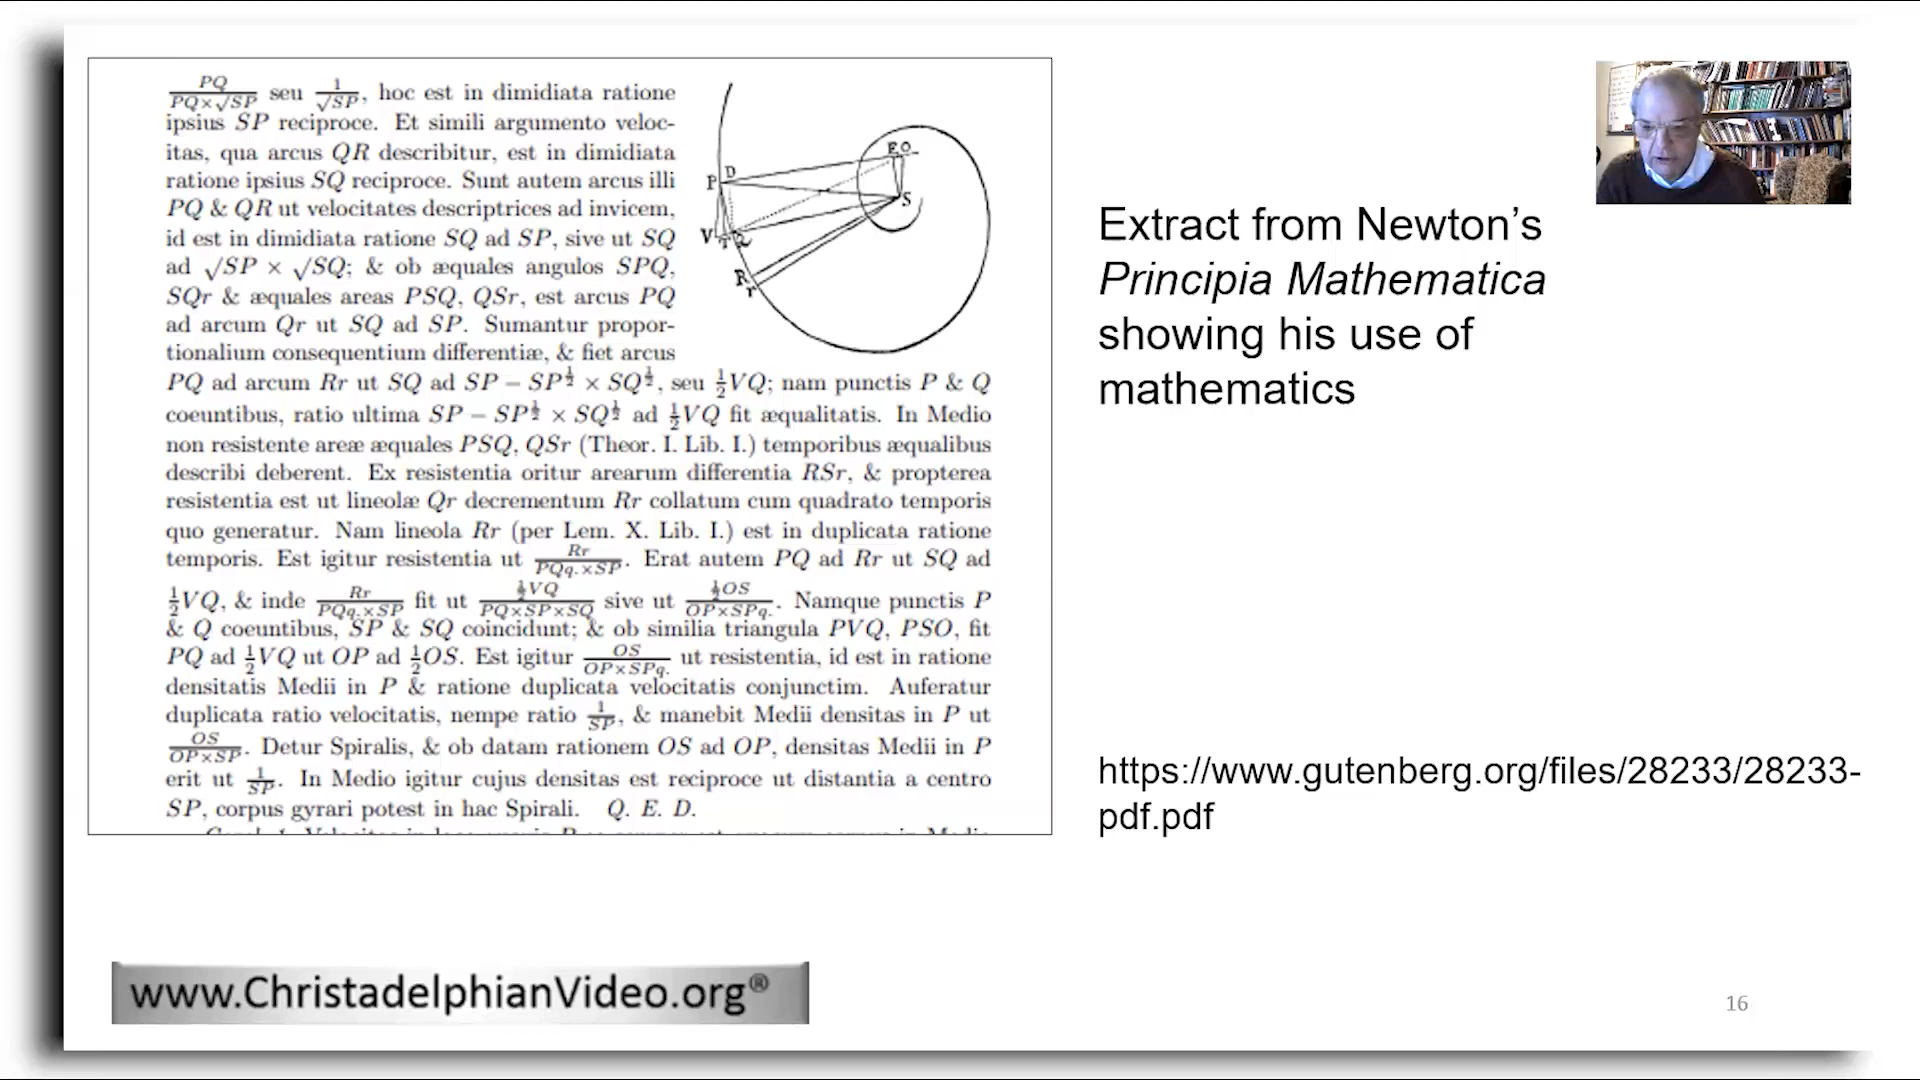 PQ/PQ×√SP seu 1/√SP, hoc est in dimidiata ratione
ipsius SP reciproce. Et simili argumento veloc-
itas, qua arcus QR describitur, est in dimidiata
ratione ipsius SQ reciproce. Sunt autem arcus illi
PQ & QR ut velocitates descriptrices ad invicem,
id est in dimidiata ratione SQ ad SP, sive ut SQ
ad √SP × √SQ; & ob æquales angulos SPQ,
SQr & æquales areas PSQ, QSr, est arcus PQ
ad arcum Qr ut SQ ad SP. Sumantur propor-
tionalium consequentium differentiæ, & fiet arcus
PQ ad arcum Rr ut SQ ad SP − SP½ × SQ½, seu ½VQ; nam punctis P & Q
coeuntibus, ratio ultima SP − SP½ × SQ½ ad ½VQ fit æqualitatis. In Medio
non resistente areæ æquales PSQ, QSr (Theor. I. Lib. I.) temporibus æqualibus
describi deberent. Ex resistentia oritur arearum differentia RSr, & propterea
resistentia est ut lineolæ Qr decrementum Rr collatum cum quadrato temporis
quo generatur. Nam lineola Rr (per Lem. X. Lib. I.) est in duplicata ratione
temporis. Est igitur resistentia ut Rr/PQq.×SP. Erat autem PQ ad Rr ut SQ ad
½VQ, & inde Rr/PQq.×SP fit ut ½VQ/PQ×SP×SQ sive ut ½OS/OP×SPq. Namque punctis P
& Q coeuntibus, SP & SQ coincidunt; & ob similia triangula PVQ, PSO, fit
PQ ad ½VQ ut OP ad ½OS. Est igitur OS/OP×SPq. ut resistentia, id est in ratione
densitatis Medii in P & ratione duplicata velocitatis conjunctim. Auferatur
duplicata ratio velocitatis, nempe ratio 1/SP, & manebit Medii densitas in P ut
OS/OP×SP. Detur Spiralis, & ob datam rationem OS ad OP, densitas Medii in P
erit ut 1/SP. In Medio igitur cujus densitas est reciproce ut distantia a centro
SP, corpus gyrari potest in hac Spirali. Q. E. D.
E O
P D
S
V T Q
R
r
Extract from Newton’s
Principia Mathematica
showing his use of
mathematics
https://www.gutenberg.org/files/28233/28233-
pdf.pdf
www.ChristadelphianVideo.org®
16